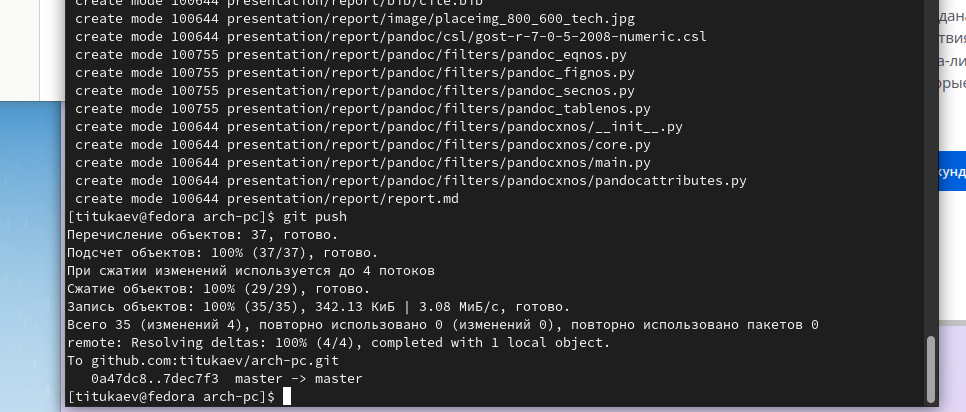 create mode 100644 presentation/report/bib/cite.bib
create mode 100644 presentation/report/image/placeimg_800_600_tech.jpg
create mode 100644 presentation/report/pandoc/csl/gost-r-7-0-5-2008-numeric.csl
create mode 100755 presentation/report/pandoc/filters/pandoc_eqnos.py
create mode 100755 presentation/report/pandoc/filters/pandoc_fignos.py
create mode 100755 presentation/report/pandoc/filters/pandoc_secnos.py
create mode 100755 presentation/report/pandoc/filters/pandoc_tablenos.py
create mode 100644 presentation/report/pandoc/filters/pandocxnos/__init__.py
create mode 100644 presentation/report/pandoc/filters/pandocxnos/core.py
create mode 100644 presentation/report/pandoc/filters/pandocxnos/main.py
create mode 100644 presentation/report/pandoc/filters/pandocxnos/pandocattributes.py
create mode 100644 presentation/report/report.md
[titukaev@fedora arch-pc]$ git push
Перечисление объектов: 37, готово.
Подсчет объектов: 100% (37/37), готово.
При сжатии изменений используется до 4 потоков
Сжатие объектов: 100% (29/29), готово.
Запись объектов: 100% (35/35), 342.13 КиБ | 3.08 МиБ/с, готово.
Всего 35 (изменений 4), повторно использовано 0 (изменений 0), повторно использовано пакетов 0
remote: Resolving deltas: 100% (4/4), completed with 1 local object.
To github.com:titukaev/arch-pc.git
0a47dc8..7dec7f3  master -> master
[titukaev@fedora arch-pc]$